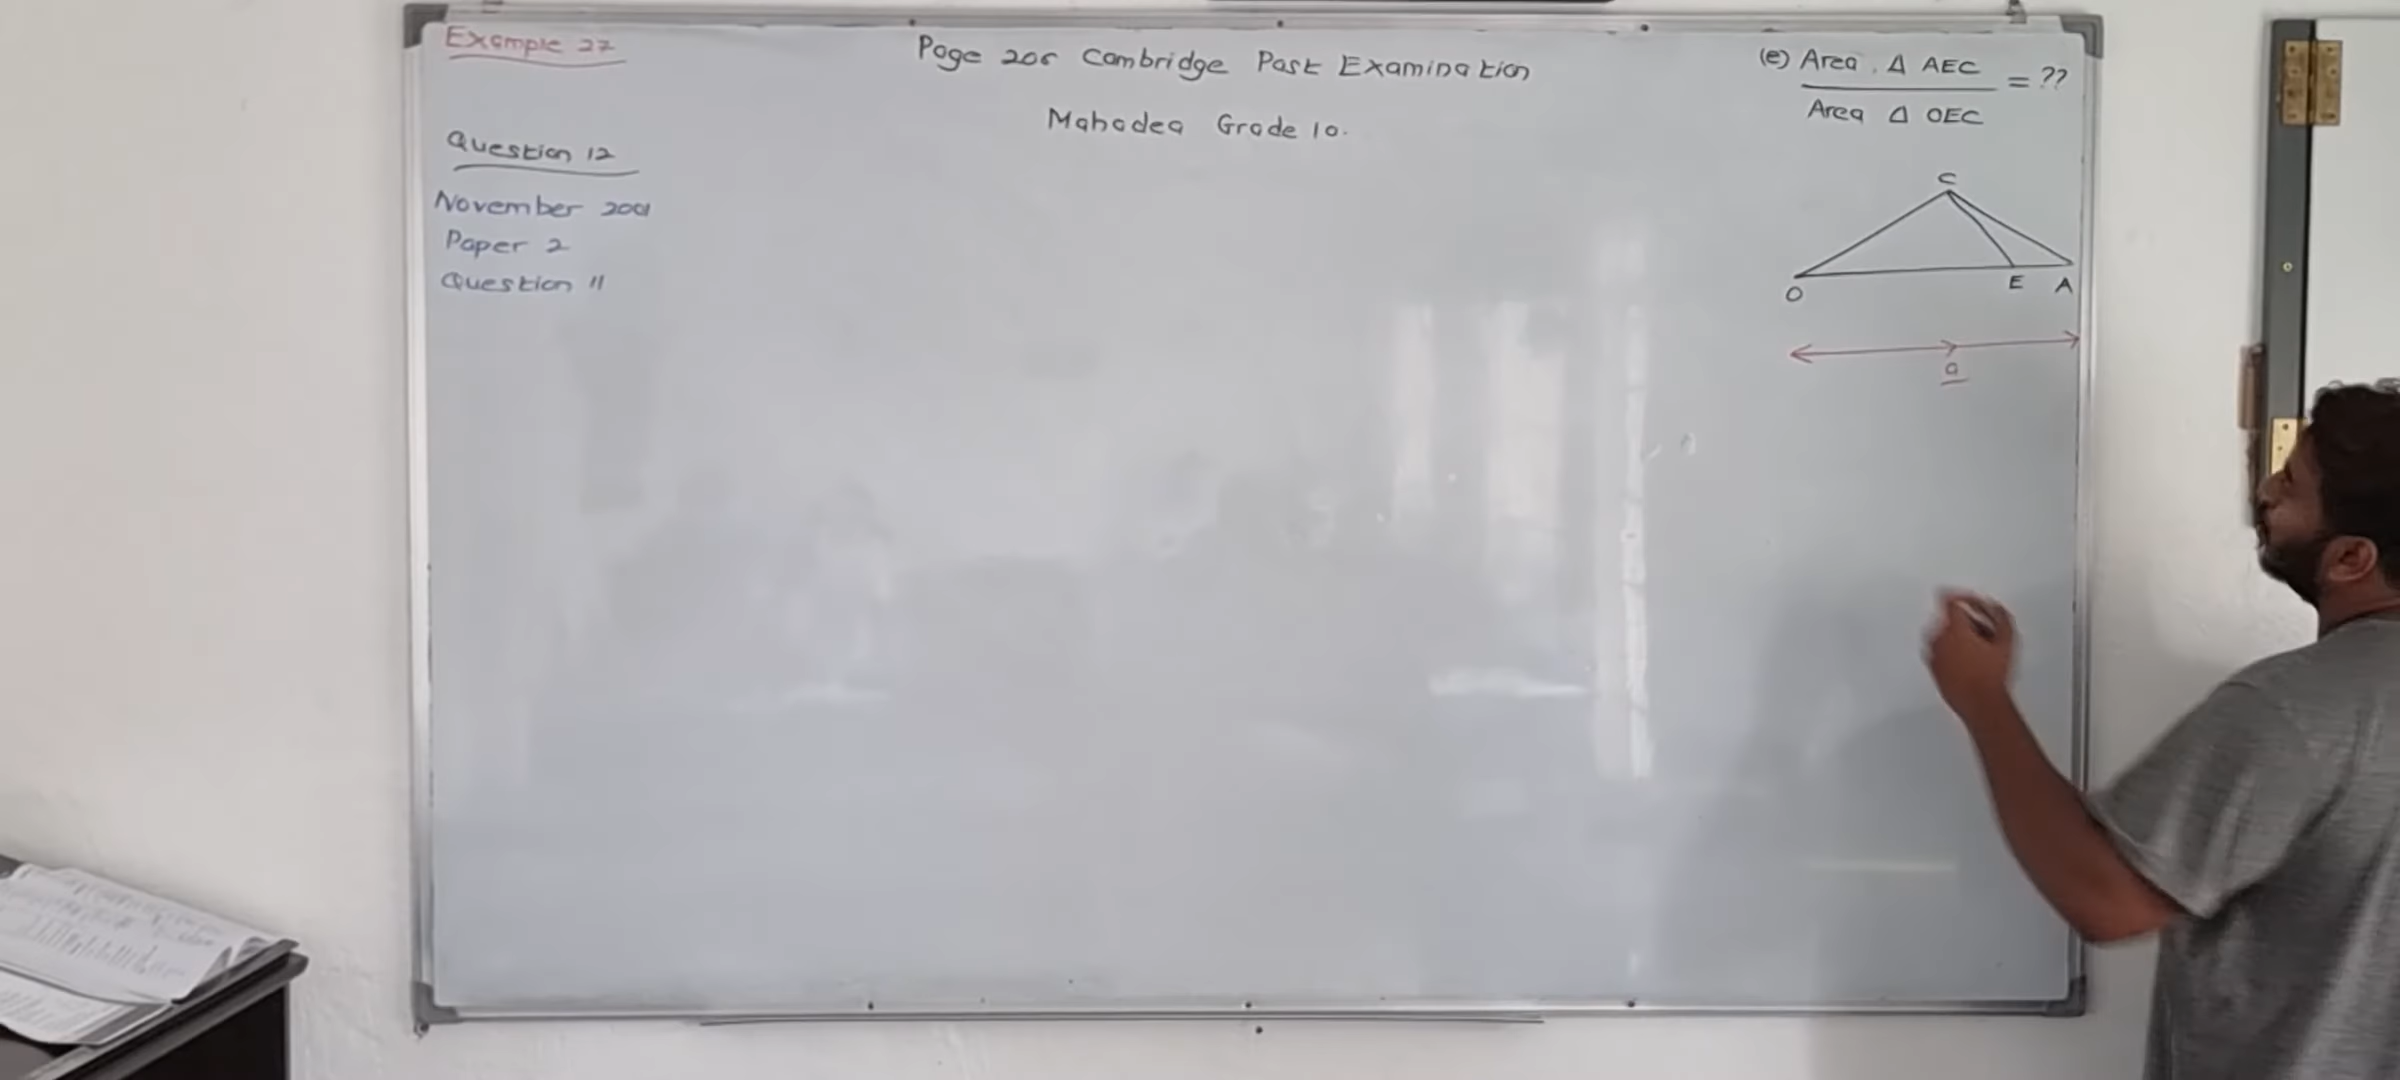 Example 27
Page 206 Cambridge Past Examination
Mahadea Grade 10.
Question 12
November 2001
Paper 2
Question 11
(e) Area Δ AEC
Area Δ OEC
= ??
C
O
E
A
a